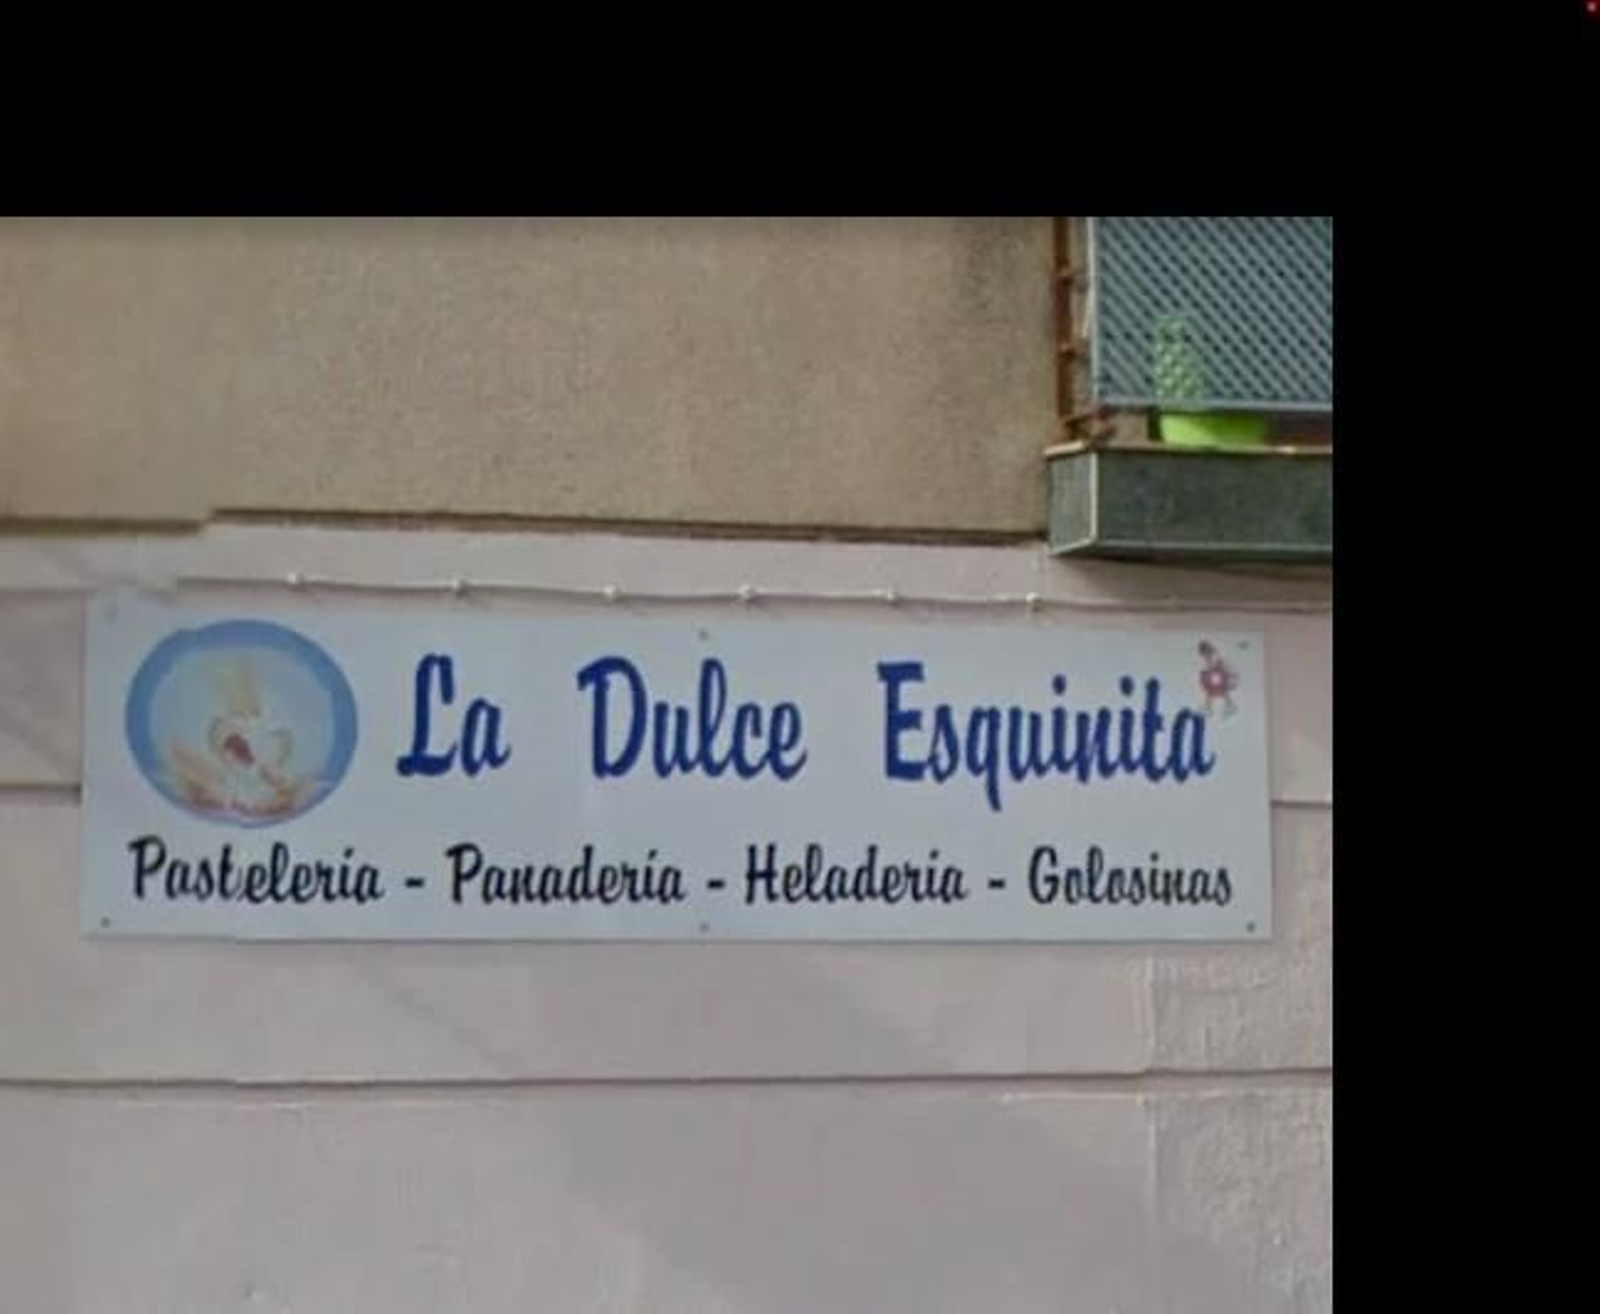 La Dulce Esquinita
Pastelería - Panadería - Heladería - Golosinas